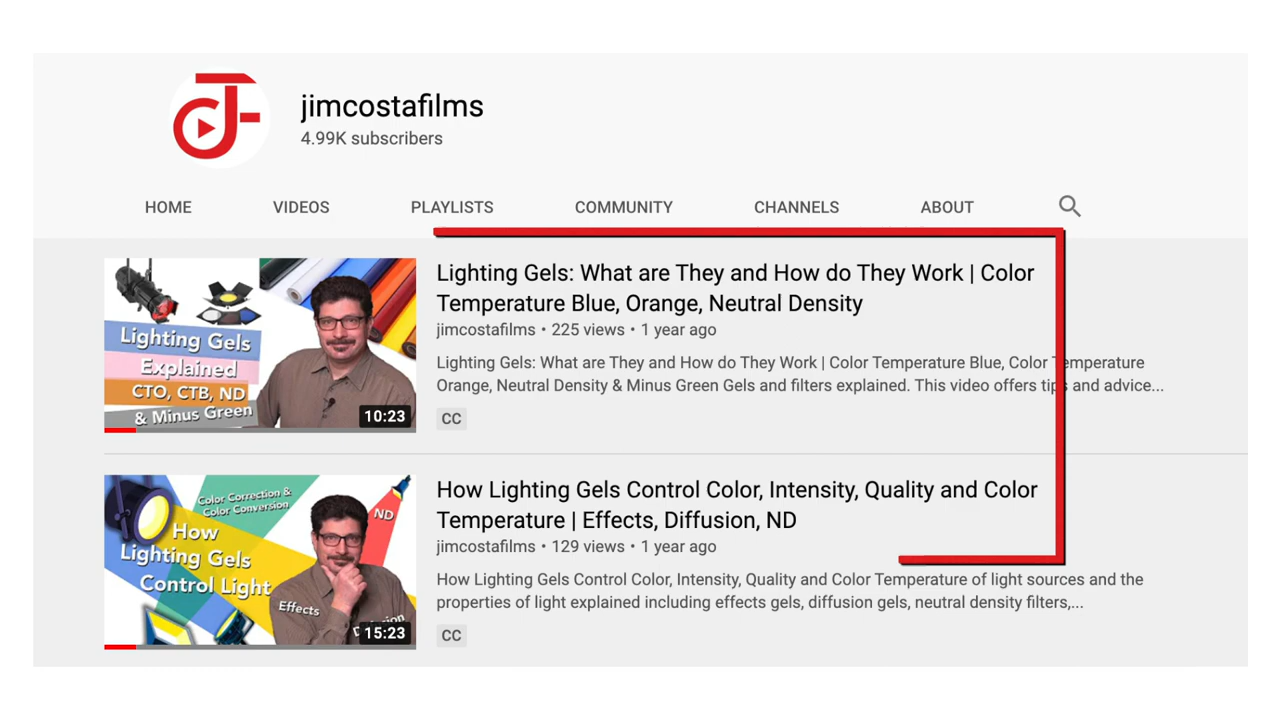 jimcostafilms
4.99K subscribers
HOME VIDEOS PLAYLISTS COMMUNITY CHANNELS ABOUT
Lighting Gels
Explained
CTO, CTB, ND
& Minus Green
10:23
Lighting Gels: What are They and How do They Work | Color
Temperature Blue, Orange, Neutral Density
jimcostafilms • 225 views • 1 year ago
Lighting Gels: What are They and How do They Work | Color Temperature Blue, Color Temperature
Orange, Neutral Density & Minus Green Gels and filters explained. This video offers tips and advice...
CC
Color Correction &
Color Conversion
ND
How
Lighting Gels
Control Light
Effects
15:23
How Lighting Gels Control Color, Intensity, Quality and Color
Temperature | Effects, Diffusion, ND
jimcostafilms • 129 views • 1 year ago
How Lighting Gels Control Color, Intensity, Quality and Color Temperature of light sources and the
properties of light explained including effects gels, diffusion gels, neutral density filters,...
CC